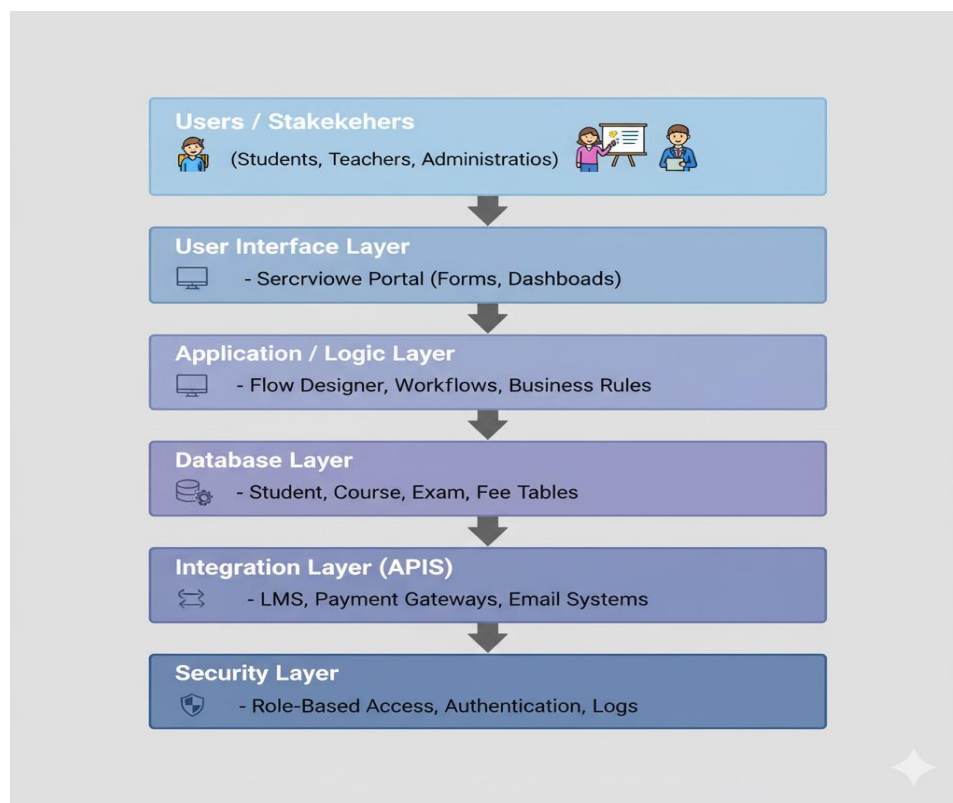 Users / Stakekehers
(Students, Teachers, Administratios)
User Interface Layer
- Sercrviowe Portal (Forms, Dashboads)
Application / Logic Layer
- Flow Designer, Workflows, Business Rules
Database Layer
- Student, Course, Exam, Fee Tables
Integration Layer (APIS)
- LMS, Payment Gateways, Email Systems
Security Layer
- Role-Based Access, Authentication, Logs